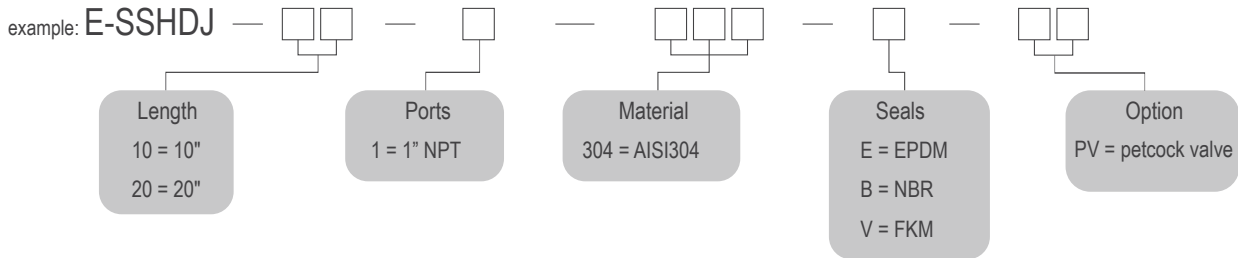 example: E-SSHDJ
Length
10 = 10"
20 = 20"
Ports
1 = 1” NPT
Material
304 = AISI304
Seals
E = EPDM
B = NBR
V = FKM
Option
PV = petcock valve